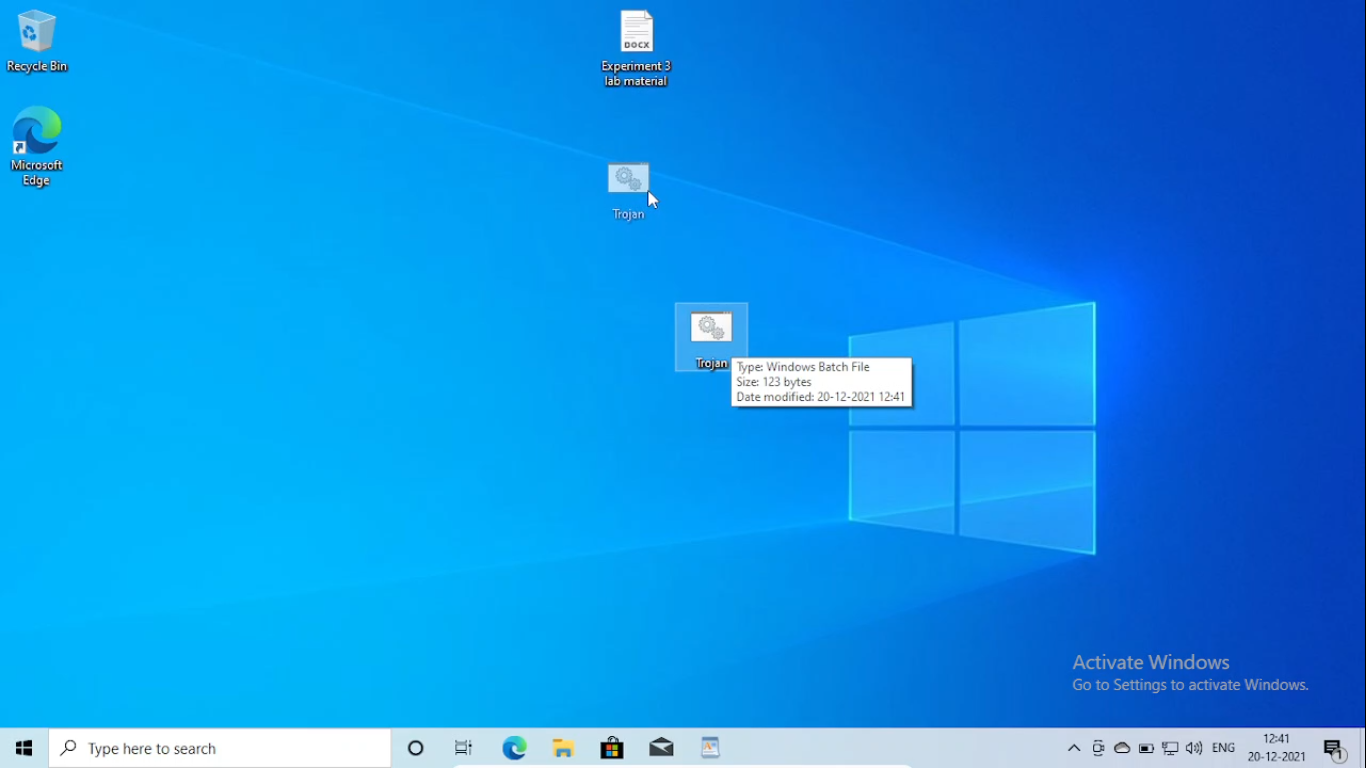 Recycle Bin
Experiment 3
lab material
DOCX
Microsoft
Edge
Trojan
Trojan
Type: Windows Batch File
Size: 123 bytes
Date modified: 20-12-2021 12:41
Activate Windows
Go to Settings to activate Windows.
Type here to search
ENG
12:41
20-12-2021
1